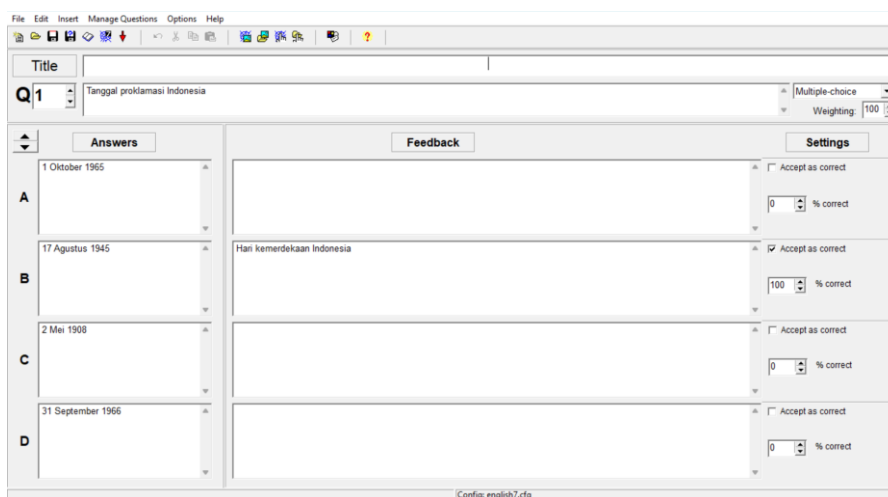 File Edit Insert Manage Questions Options Help
Title
Q 1 Tanggal proklamasi Indonesia Multiple-choice
Weighting: 100
Answers Feedback Settings
A 1 Oktober 1965 Accept as correct
0 % correct
B 17 Agustus 1945 Hari kemerdekaan Indonesia Accept as correct
100 % correct
C 2 Mei 1908 Accept as correct
0 % correct
D 31 September 1966 Accept as correct
0 % correct
Config: english7.cfg